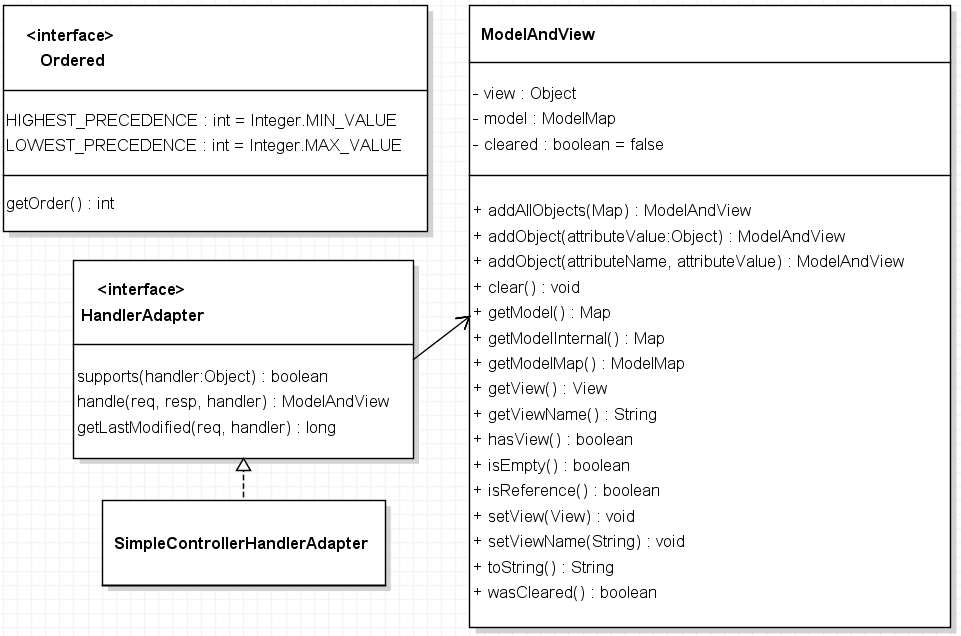 <interface>
Ordered
HIGHEST_PRECEDENCE : int = Integer.MIN_VALUE
LOWEST_PRECEDENCE : int = Integer.MAX_VALUE
getOrder() : int
<interface>
HandlerAdapter
supports(handler:Object) : boolean
handle(req, resp, handler) : ModelAndView
getLastModified(req, handler) : long
SimpleControllerHandlerAdapter
ModelAndView
- view : Object
- model : ModelMap
- cleared : boolean = false
+ addAllObjects(Map) : ModelAndView
+ addObject(attributeValue:Object) : ModelAndView
+ addObject(attributeName, attributeValue) : ModelAndView
+ clear() : void
+ getModel() : Map
+ getModelInternal() : Map
+ getModelMap() : ModelMap
+ getView() : View
+ getViewName() : String
+ hasView() : boolean
+ isEmpty() : boolean
+ isReference() : boolean
+ setView(View) : void
+ setViewName(String) : void
+ toString() : String
+ wasCleared() : boolean